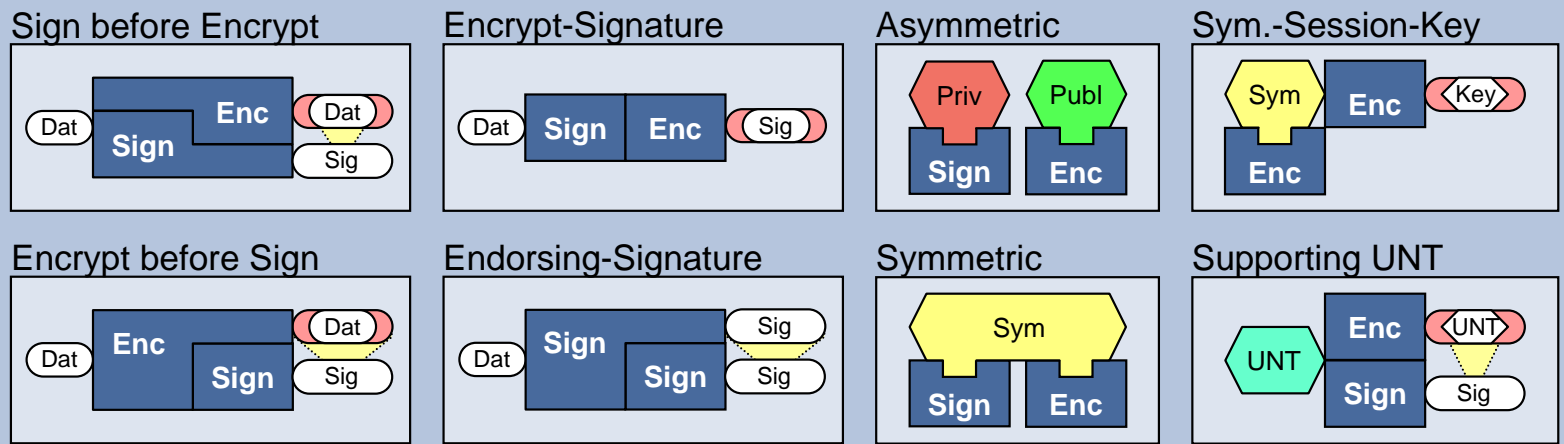 Sign before Encrypt
Dat
Enc
Sign
Dat
Sig
Encrypt-Signature
Dat
Sign
Enc
Sig
Asymmetric
Priv
Publ
Sign
Enc
Sym.-Session-Key
Sym
Enc
Key
Enc
Encrypt before Sign
Dat
Enc
Sign
Dat
Sig
Endorsing-Signature
Dat
Sign
Sign
Sig
Sig
Symmetric
Sym
Sign
Enc
Supporting UNT
UNT
Enc
UNT
Sign
Sig